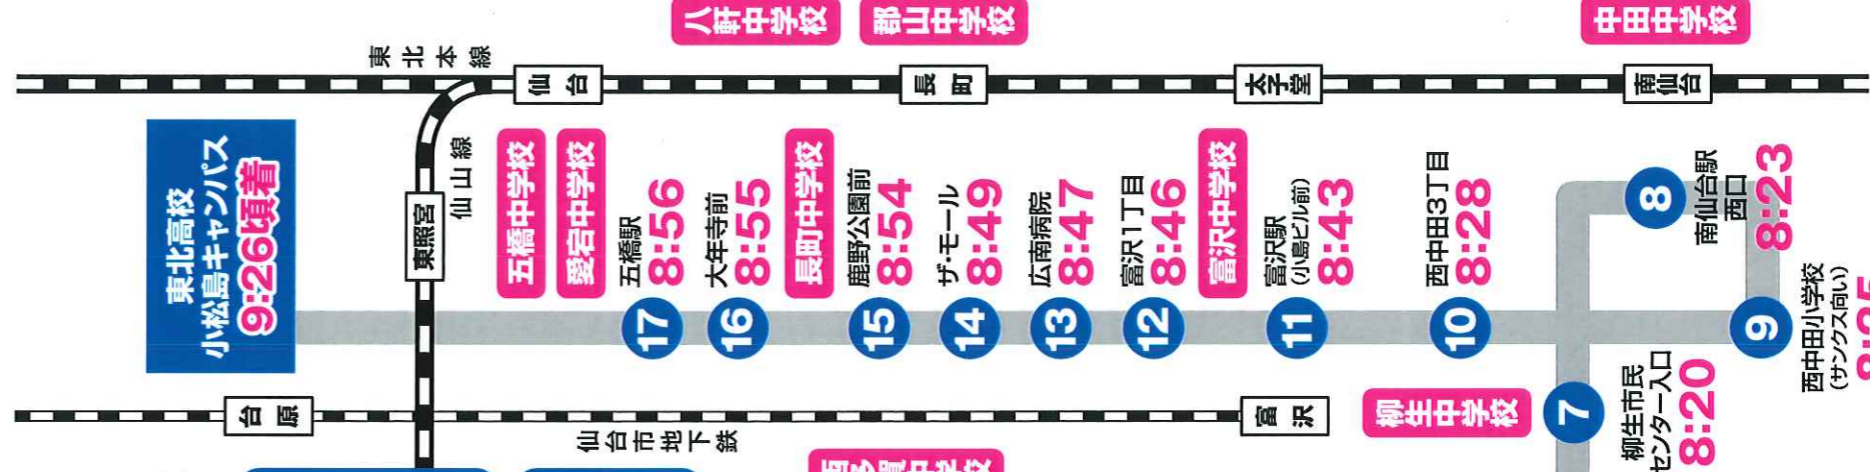 八軒中学校
郡山中学校
中田中学校
東北本線
仙台
長町
太子堂
南仙台
東北高校
小松島キャンパス
9:26頃着
東照宮
仙山線
五橋中学校
愛宕中学校
五橋駅
8:56
17
大年寺前
8:55
16
長町中学校
鹿野公園前
8:54
15
ザ・モール
8:49
14
広南病院
8:47
13
富沢1丁目
8:46
12
富沢中学校
富沢駅
(小島ビル前)
8:43
11
西中田3丁目
8:28
10
8
南仙台駅
西口
8:23
9
西中田小学校
(サンクス向い)
8:25
7
柳生市民
センター入口
8:20
柳生中学校
台原
仙台市地下鉄
富沢